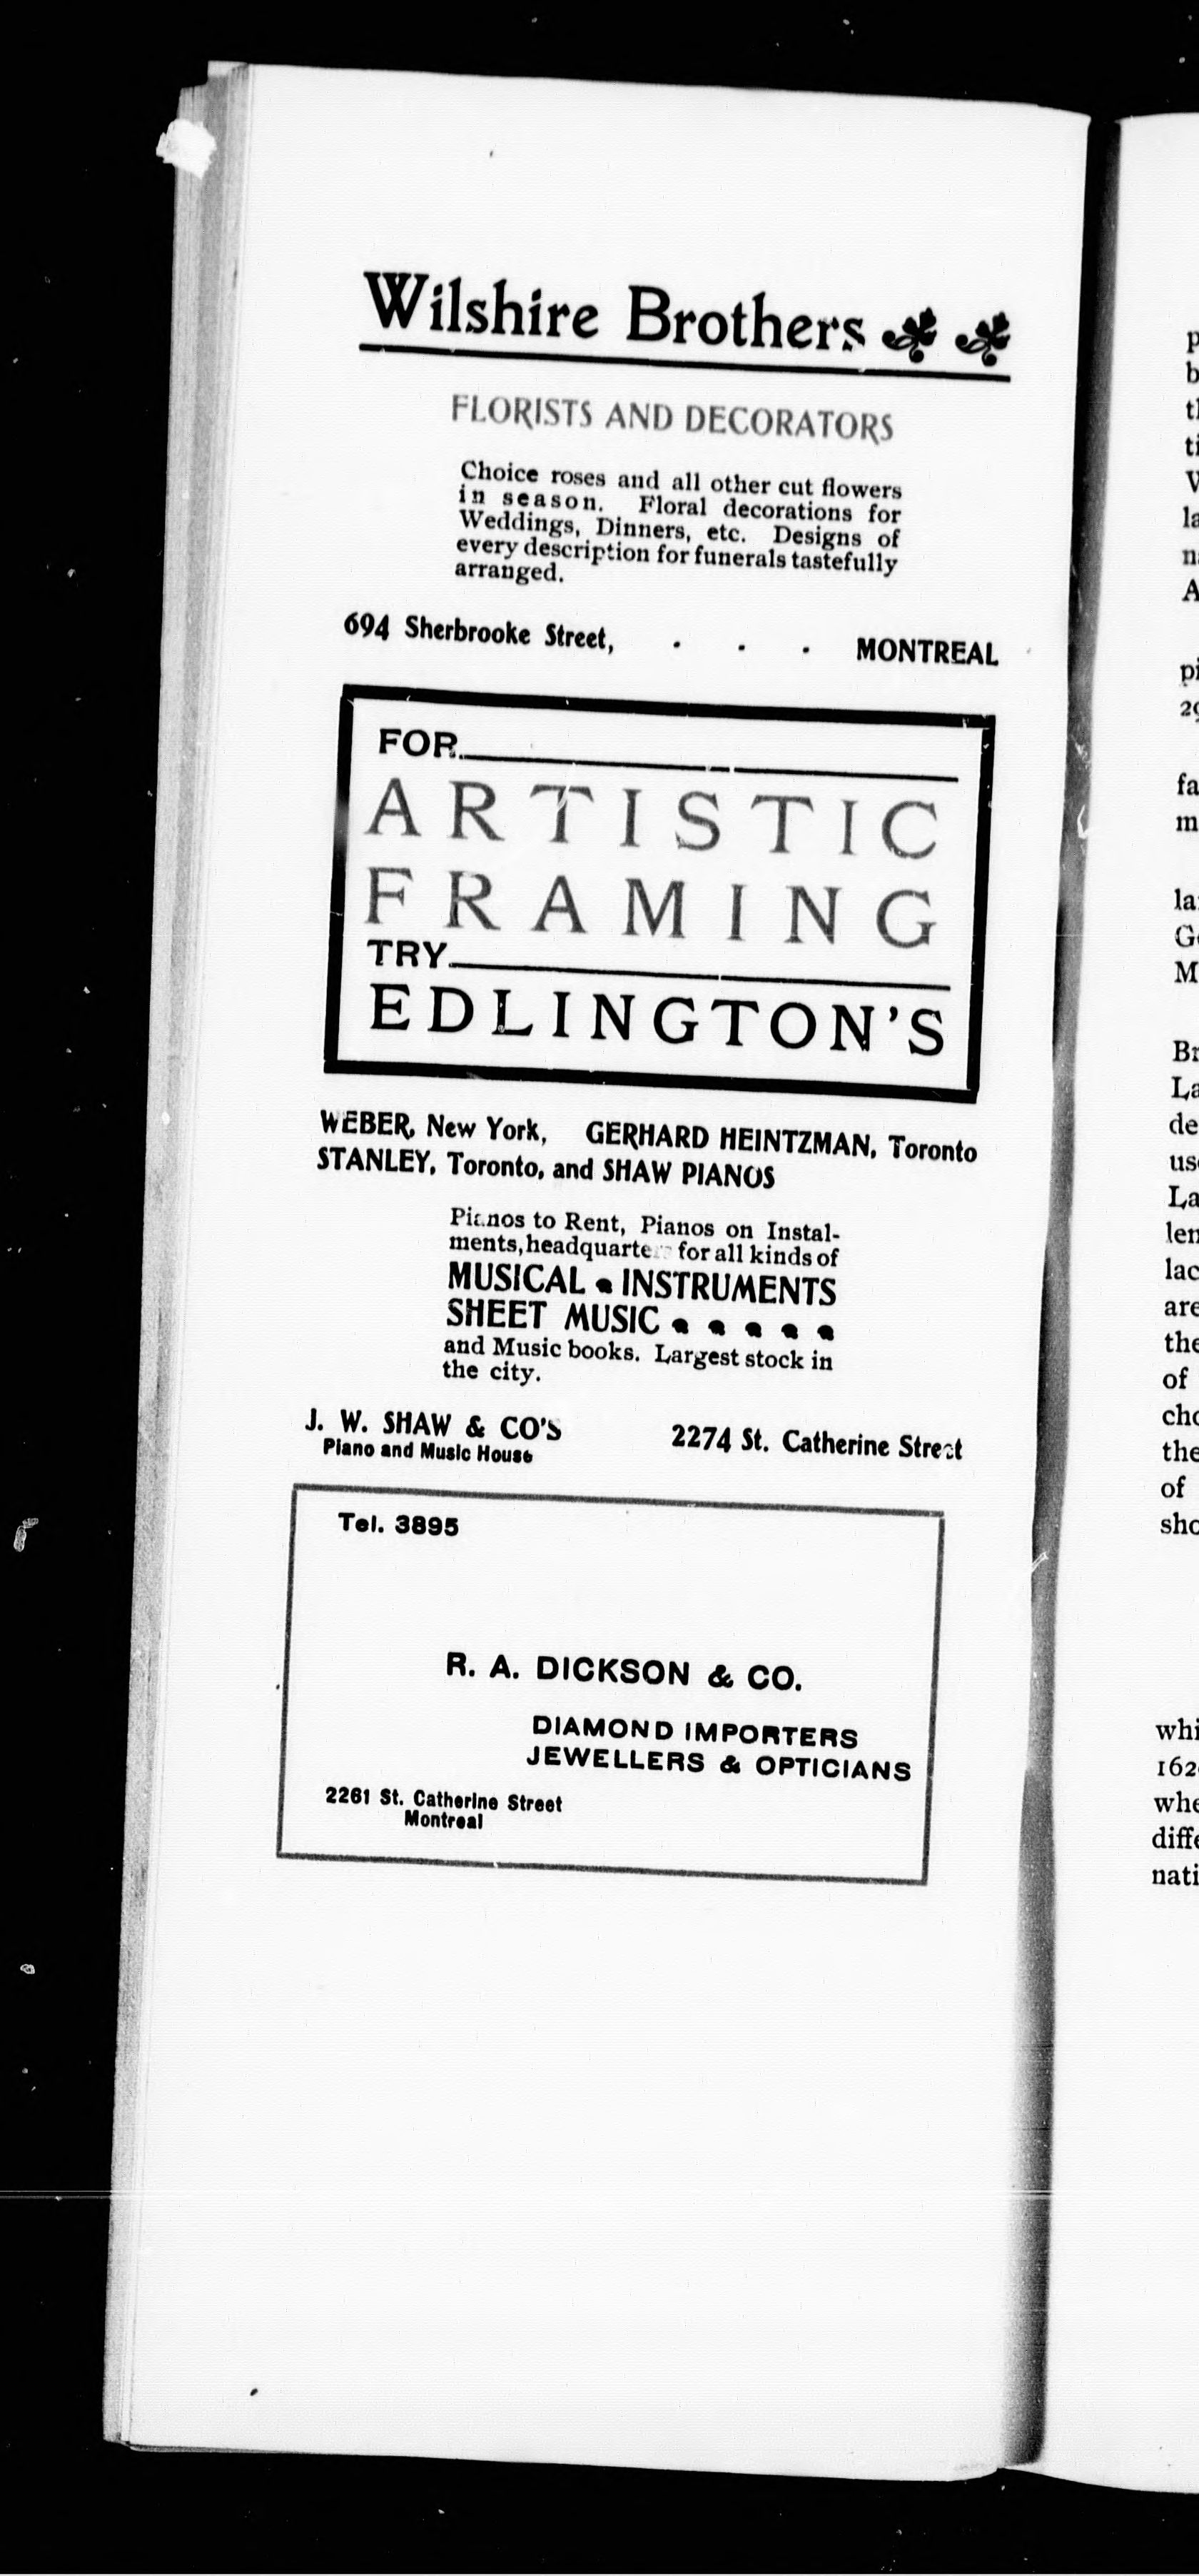 Wilshire Brothers
FLORISTS AND DECORATORS
Choice roses and all other cut flowers
in season. Floral decorations for
Weddings, Dinners, etc. Designs of
every description for funerals tastefully
arranged.
694 Sherbrooke Street, . . . MONTREAL
FOR
ARTISTIC
FRAMING
TRY
EDLINGTON'S
WEBER, New York, GERHARD HEINTZMAN, Toronto
STANLEY, Toronto, and SHAW PIANOS
Pianos to Rent, Pianos on Instal-
ments, headquarters for all kinds of
MUSICAL INSTRUMENTS
SHEET MUSIC
and Music books. Largest stock in
the city.
J. W. SHAW & CO'S
Piano and Music House
2274 St. Catherine Street
Tel. 3895
R. A. DICKSON & CO.
DIAMOND IMPORTERS
JEWELLERS & OPTICIANS
2261 St. Catherine Street
Montreal